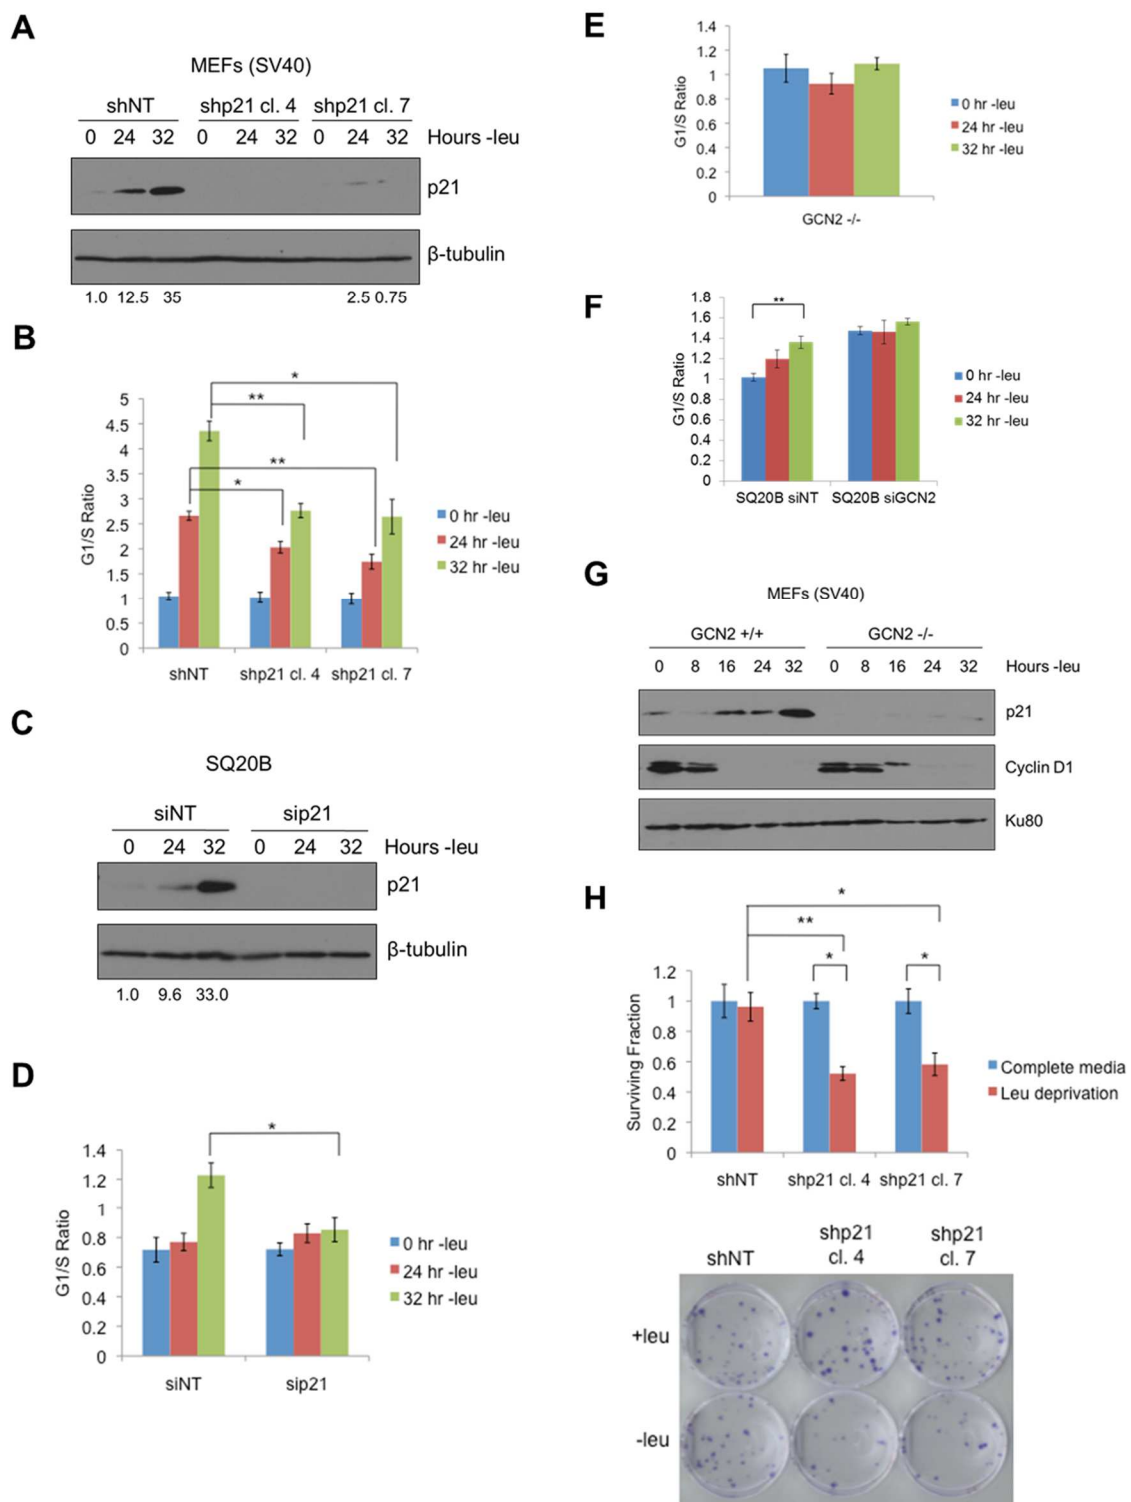 A
MEFs (SV40)
shNT shp21 cl. 4 shp21 cl. 7
0 24 32 0 24 32 0 24 32 Hours -leu
p21
β-tubulin
1.0 12.5 35 2.5 0.75
B
* 
**
**
*
5
4.5
4
3.5
3
2.5
2
1.5
1
0.5
0
G1/S Ratio
0 hr -leu
24 hr -leu
32 hr -leu
shNT shp21 cl. 4 shp21 cl. 7
C
SQ20B
siNT sip21
0 24 32 0 24 32 Hours -leu
p21
β-tubulin
1.0 9.6 33.0
D
*
1.4
1.2
1
0.8
0.6
0.4
0.2
0
G1/S Ratio
0 hr -leu
24 hr -leu
32 hr -leu
siNT sip21
E
1.4
1.2
1
0.8
0.6
0.4
0.2
0
G1/S Ratio
0 hr -leu
24 hr -leu
32 hr -leu
GCN2 -/-
F
**
1.8
1.6
1.4
1.2
1
0.8
0.6
0.4
0.2
0
G1/S Ratio
0 hr -leu
24 hr -leu
32 hr -leu
SQ20B siNT SQ20B siGCN2
G
MEFs (SV40)
GCN2 +/+ GCN2 -/-
0 8 16 24 32 0 8 16 24 32 Hours -leu
p21
Cyclin D1
Ku80
H
*
**
* *
1.2
1
0.8
0.6
0.4
0.2
0
Surviving Fraction
Complete media
Leu deprivation
shNT shp21 cl. 4 shp21 cl. 7
shNT shp21 cl. 4 shp21 cl. 7
+leu
-leu